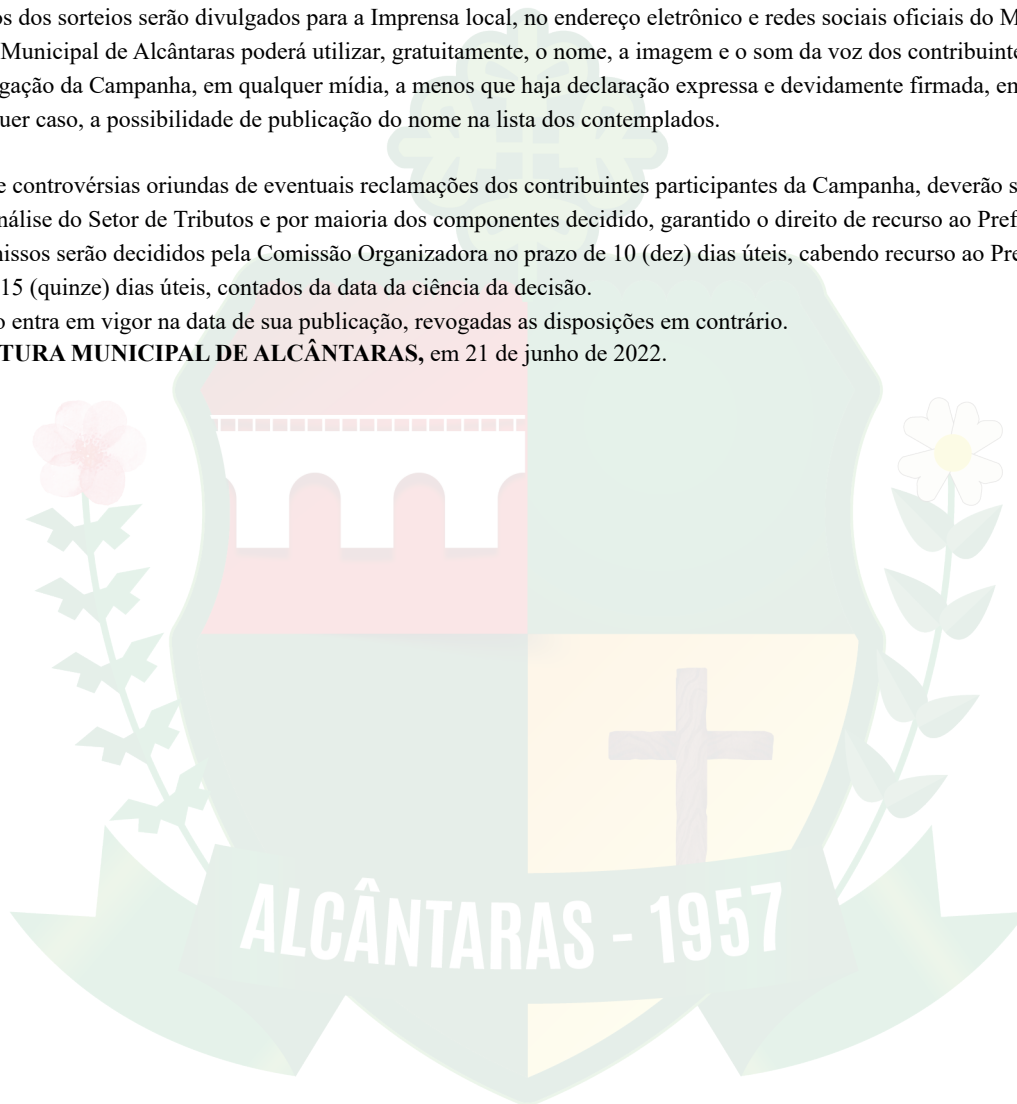 os dos sorteios serão divulgados para a Imprensa local, no endereço eletrônico e redes sociais oficiais do M
Municipal de Alcântaras poderá utilizar, gratuitamente, o nome, a imagem e o som da voz dos contribuinte
gação da Campanha, em qualquer mídia, a menos que haja declaração expressa e devidamente firmada, en
uer caso, a possibilidade de publicação do nome na lista dos contemplados.
e controvérsias oriundas de eventuais reclamações dos contribuintes participantes da Campanha, deverão s
nálise do Setor de Tributos e por maioria dos componentes decidido, garantido o direito de recurso ao Pref
issos serão decididos pela Comissão Organizadora no prazo de 10 (dez) dias úteis, cabendo recurso ao Pre
15 (quinze) dias úteis, contados da data da ciência da decisão.
o entra em vigor na data de sua publicação, revogadas as disposições em contrário.
TURA MUNICIPAL DE ALCÂNTARAS, em 21 de junho de 2022.
ALCÂNTARAS - 1957